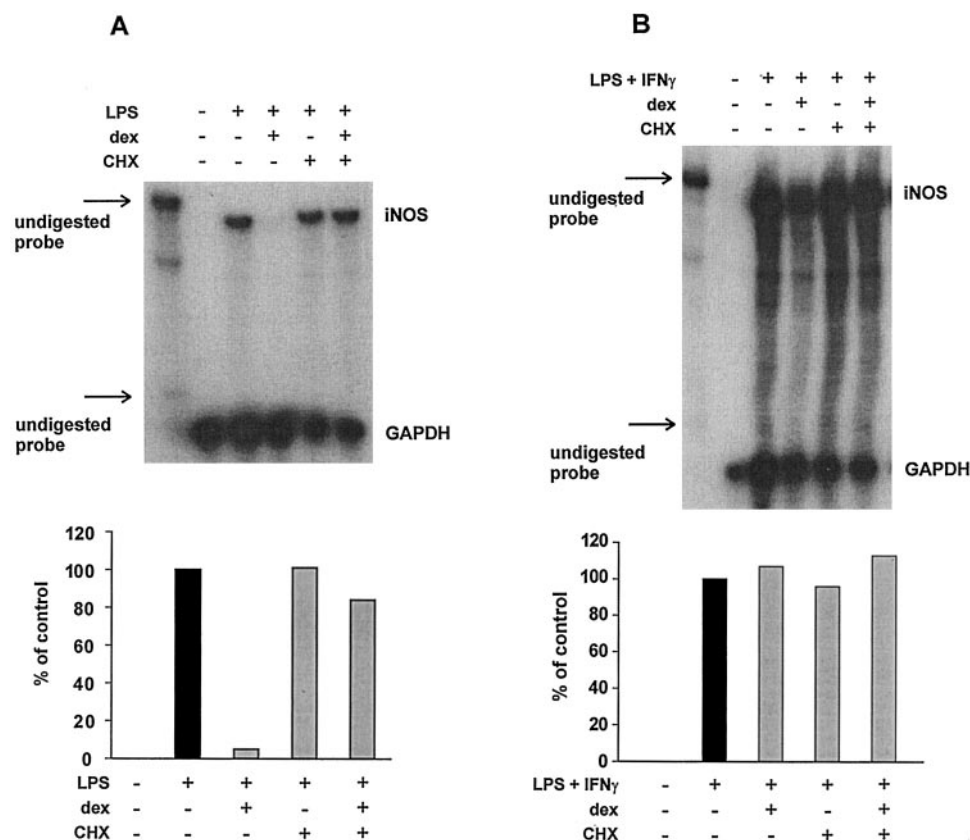 A
LPS - + + + +
dex - - + - +
CHX - - - + +
undigested
probe
iNOS
undigested
probe
GAPDH
% of control
120
100
80
60
40
20
0
LPS - + + + +
dex - - + - +
CHX - - - + +
B
LPS + IFNγ - + + + +
dex - - + - +
CHX - - - + +
undigested
probe
iNOS
undigested
probe
GAPDH
% of control
120
100
80
60
40
20
0
LPS + IFNγ - + + + +
dex - - + - +
CHX - - - + +